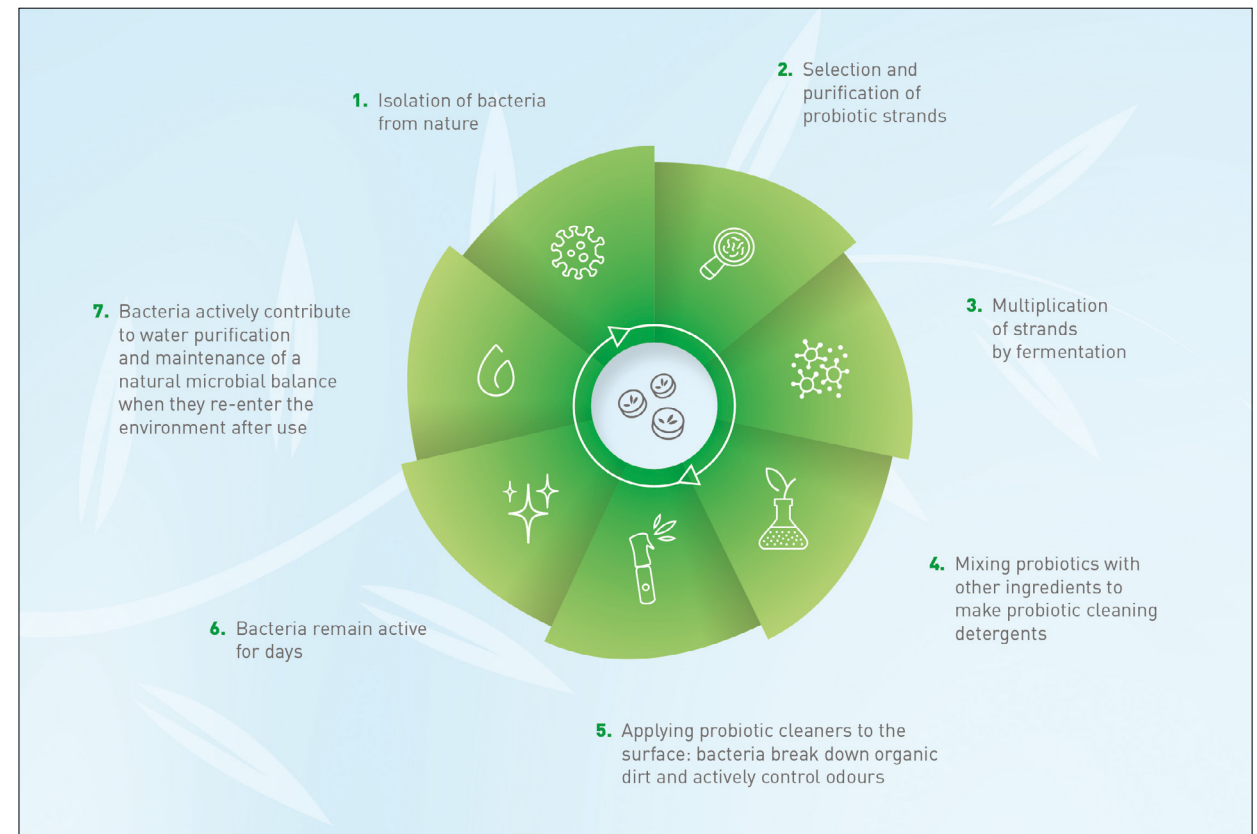 1. Isolation of bacteria
from nature
2. Selection and
purification of
probiotic strands
3. Multiplication
of strands
by fermentation
4. Mixing probiotics with
other ingredients to
make probiotic cleaning
detergents
5. Applying probiotic cleaners to the
surface: bacteria break down organic
dirt and actively control odours
6. Bacteria remain active
for days
7. Bacteria actively contribute
to water purification
and maintenance of a
natural microbial balance
when they re-enter the
environment after use